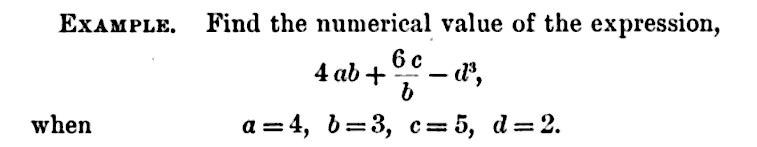 EXAMPLE. Find the numerical value of the expression,
4 ab + 6 c / b − d³,
when a = 4, b = 3, c = 5, d = 2.